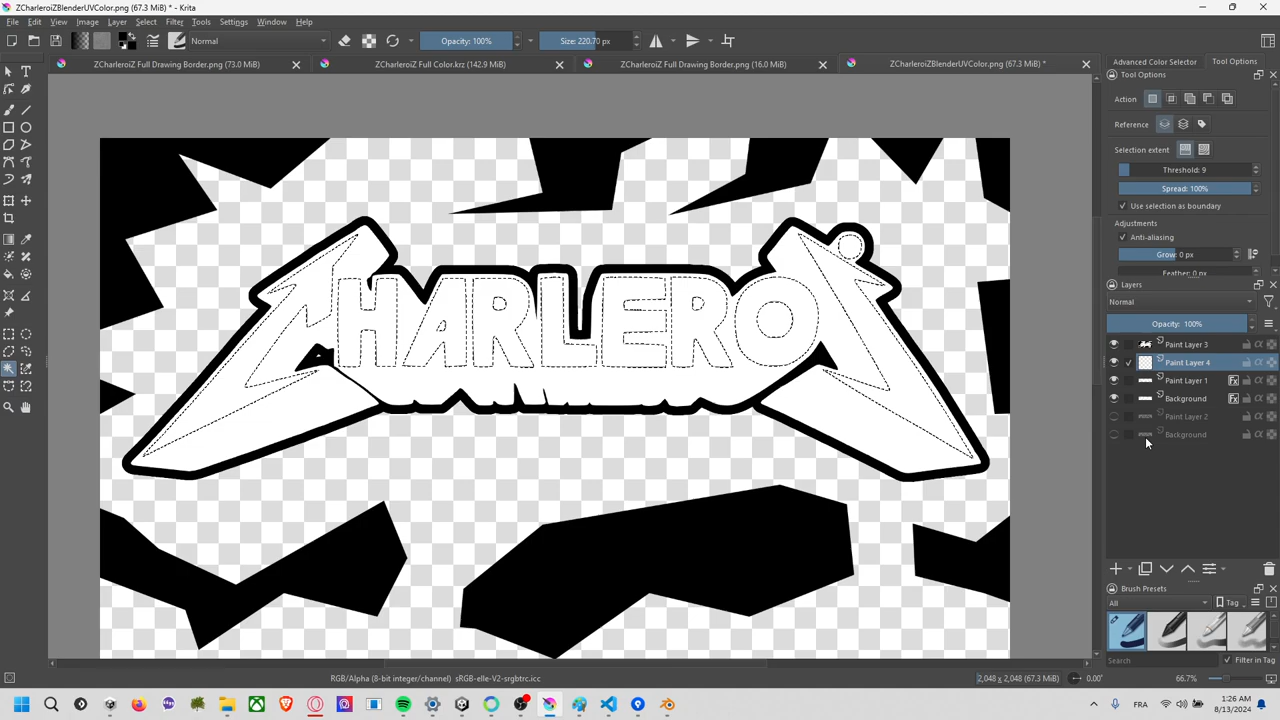 ZCharleroiZBlenderUVColor.png (67.3 MiB) * - Krita
File Edit View Image Layer Select Filter Tools Settings Window Help
Normal Opacity: 100% Size: 220.70 px
ZCharleroiZ Full Drawing Border.png (73.0 MiB) ZCharleroiZ Full Color.krz (142.9 MiB) ZCharleroiZ Full Drawing Border.png (16.0 MiB) ZCharleroiZBlenderUVColor.png (67.3 MiB) *
Advanced Color Selector Tool Options
Tool Options
Action
Reference
Selection extent
Threshold: 9
Spread: 100%
Use selection as boundary
Adjustments
Anti-aliasing
Grow: 0 px
Feather: 0 px
Layers
Normal
Opacity: 100%
Paint Layer 3
Paint Layer 4
Paint Layer 1
Background
Paint Layer 2
Background
HARLERO
Brush Presets
All Tag
Search Filter in Tag
RGB/Alpha (8-bit integer/channel) sRGB-elle-V2-srgbtrc.icc 2,048 x 2,048 (67.3 MiB) 0.00° 66.7%
FRA 1:26 AM
8/13/2024